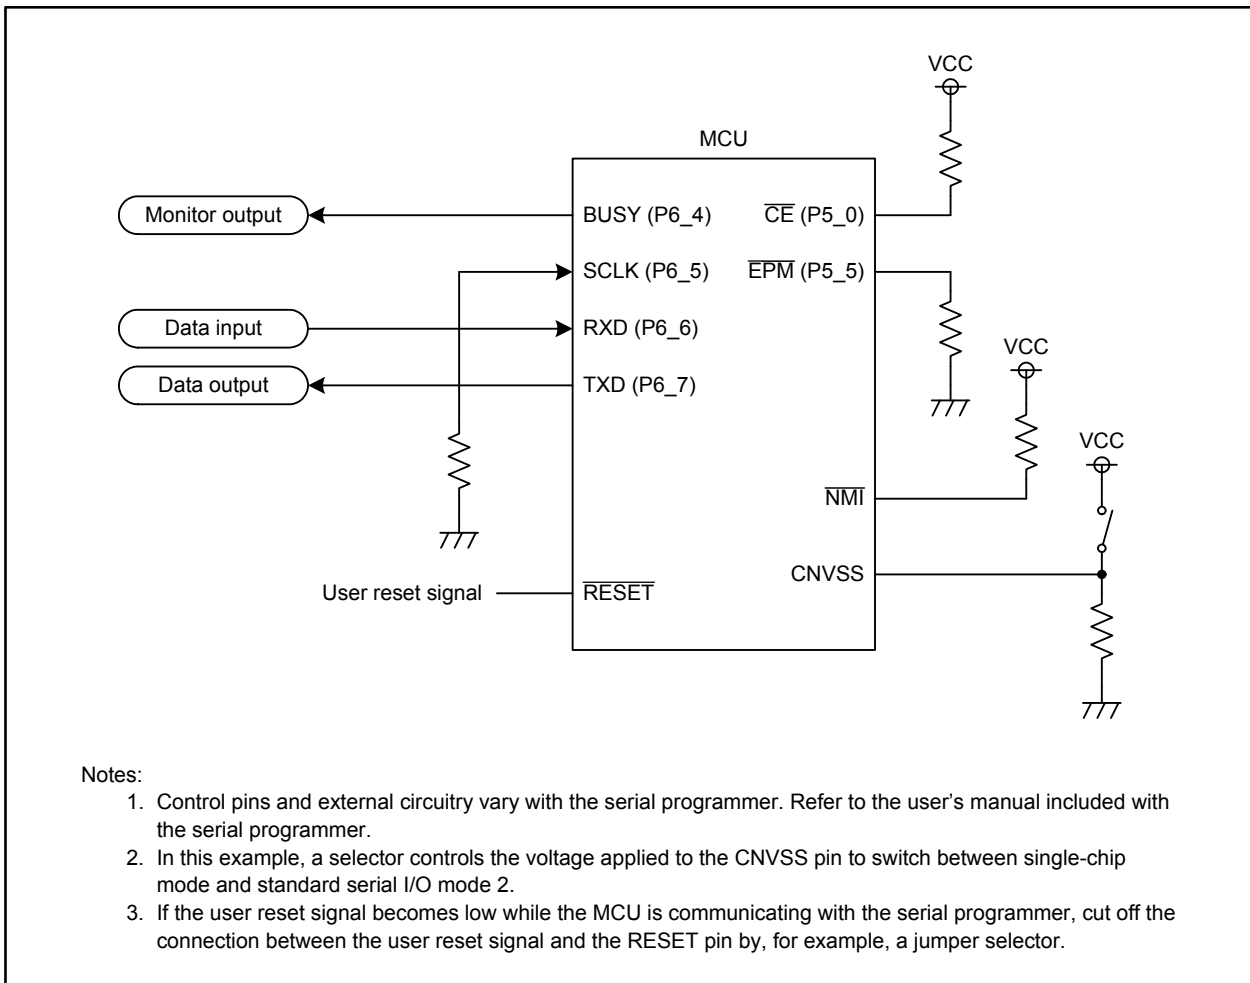 VCC
MCU
Monitor output
BUSY (P6_4)
CE (P5_0)
SCLK (P6_5)
EPM (P5_5)
Data input
RXD (P6_6)
VCC
Data output
TXD (P6_7)
VCC
NMI
CNVSS
User reset signal
RESET
Notes:
1. Control pins and external circuitry vary with the serial programmer. Refer to the user’s manual included with
the serial programmer.
2. In this example, a selector controls the voltage applied to the CNVSS pin to switch between single-chip
mode and standard serial I/O mode 2.
3. If the user reset signal becomes low while the MCU is communicating with the serial programmer, cut off the
connection between the user reset signal and the RESET pin by, for example, a jumper selector.